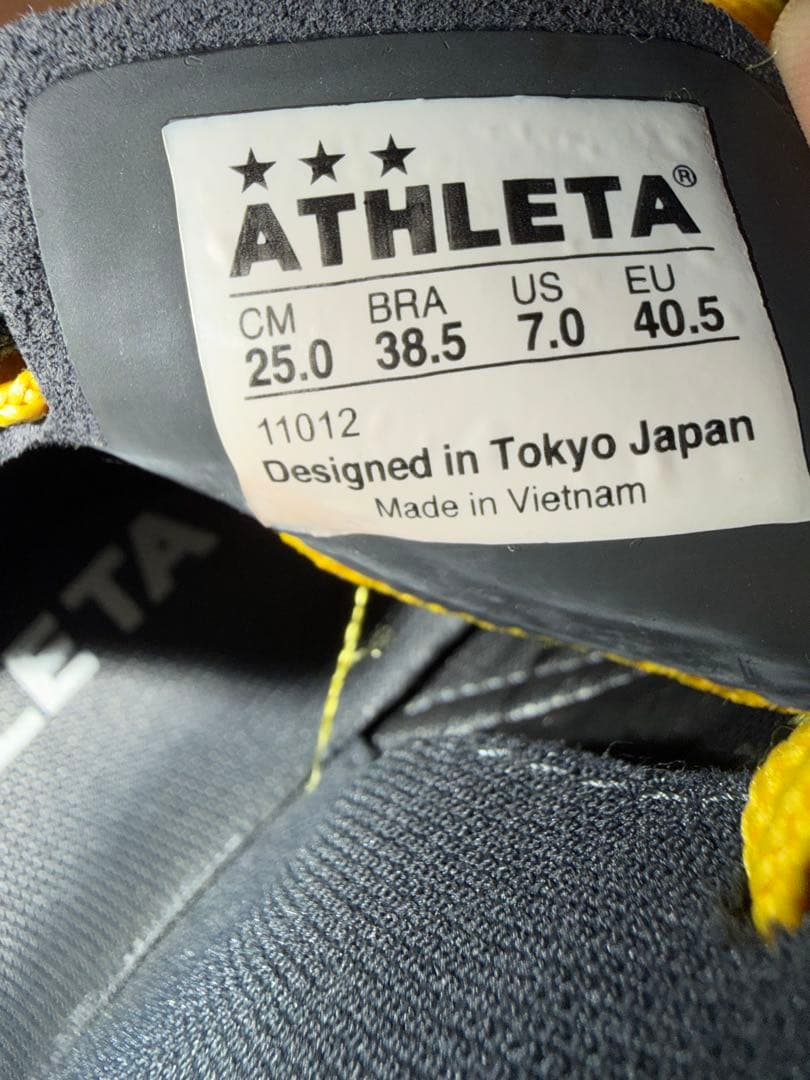 ★★★
ATHLETA®
CM BRA US EU
25.0 38.5 7.0 40.5
11012
Designed in Tokyo Japan
Made in Vietnam
LETA